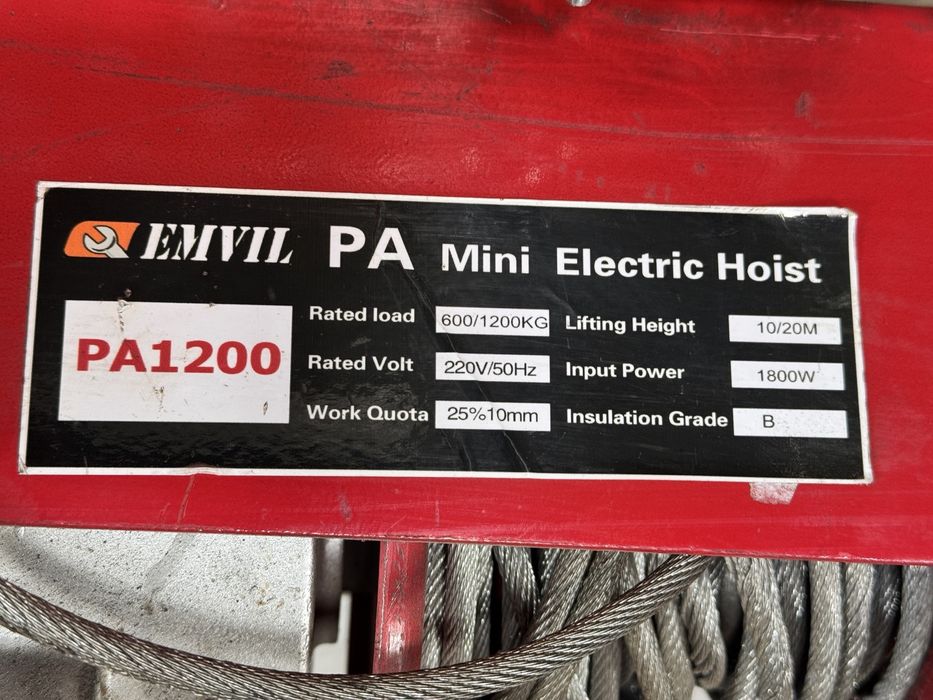 EMVIL PA Mini Electric Hoist
PA1200
Rated load 600/1200KG Lifting Height 10/20M
Rated Volt 220V/50Hz Input Power 1800W
Work Quota 25%10mm Insulation Grade B